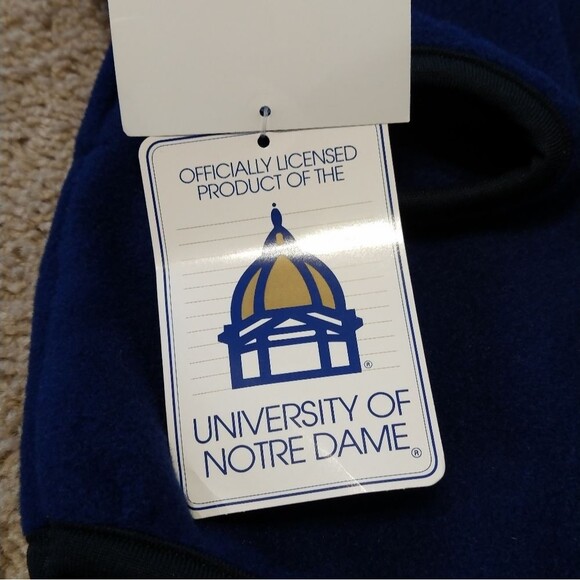 OFFICIALLY LICENSED
PRODUCT OF THE
®
UNIVERSITY OF
NOTRE DAME®